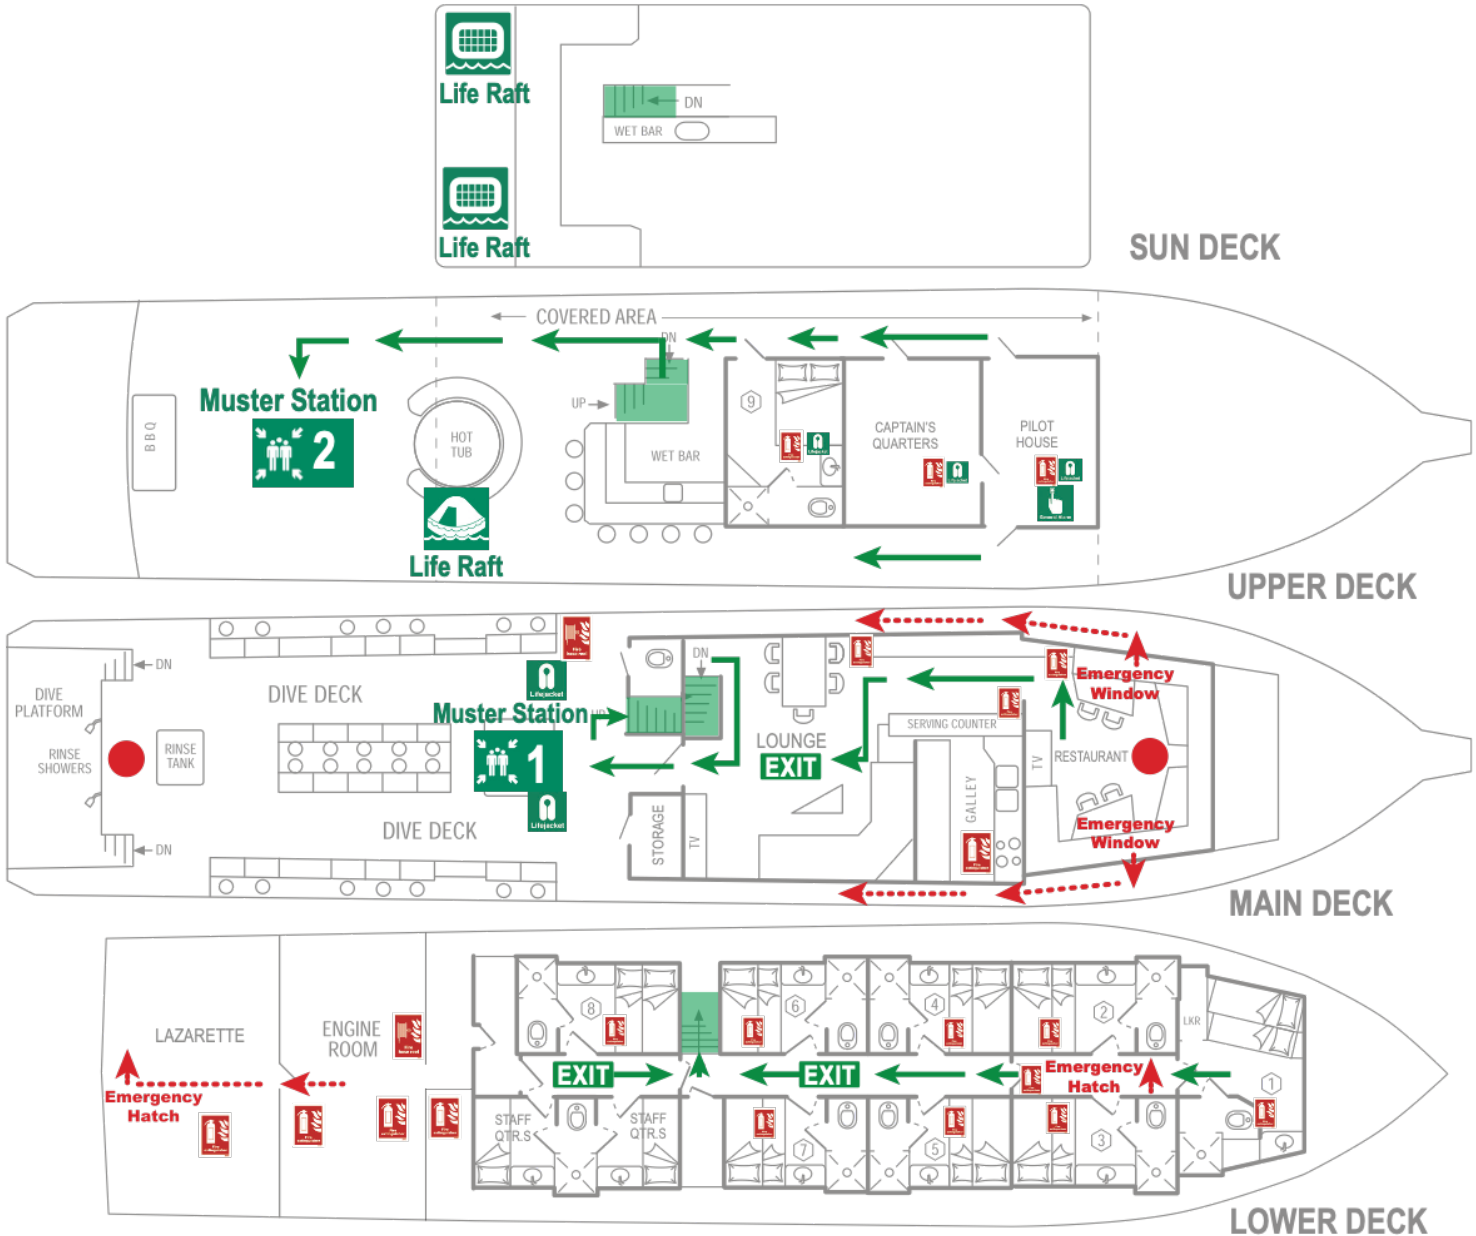 Life Raft
DN
WET BAR
Life Raft
SUN DECK
COVERED AREA
DN
Muster Station
2
BBQ
UP
HOT
TUB
WET BAR
9
CAPTAIN'S
QUARTERS
PILOT
HOUSE
Life Raft
UPPER DECK
DN
DIVE
PLATFORM
DIVE DECK
Lifejacket
Muster Station
1
Lifejacket
RINSE
SHOWERS
RINSE
TANK
DIVE DECK
DN
DN
LOUNGE
EXIT
STORAGE
TV
SERVING COUNTER
GALLEY
TV
RESTAURANT
Emergency
Window
Emergency
Window
MAIN DECK
LAZARETTE
ENGINE
ROOM
Emergency
Hatch
8
6
4
2
LKR
EXIT
EXIT
Emergency
Hatch
1
STAFF
QTR.S
STAFF
QTR.S
7
5
3
LOWER DECK